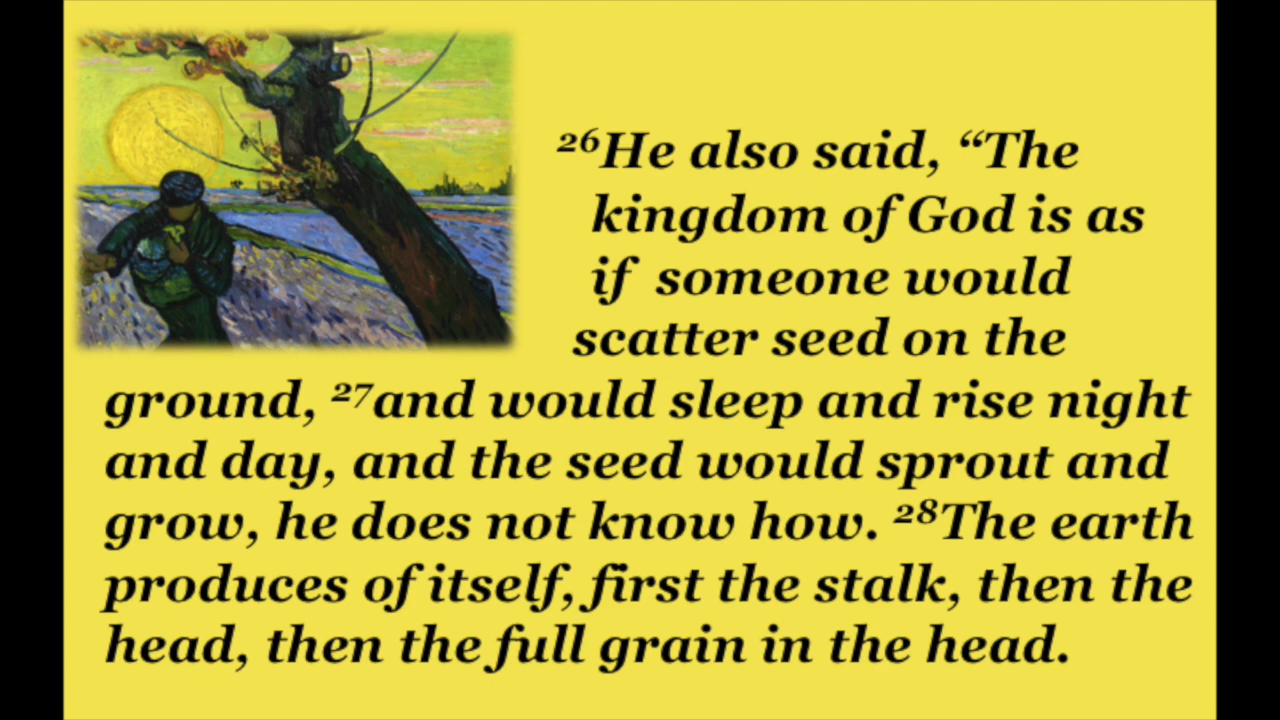 ²⁶He also said, “The
kingdom of God is as
if someone would
scatter seed on the
ground, ²⁷and would sleep and rise night
and day, and the seed would sprout and
grow, he does not know how. ²⁸The earth
produces of itself, first the stalk, then the
head, then the full grain in the head.